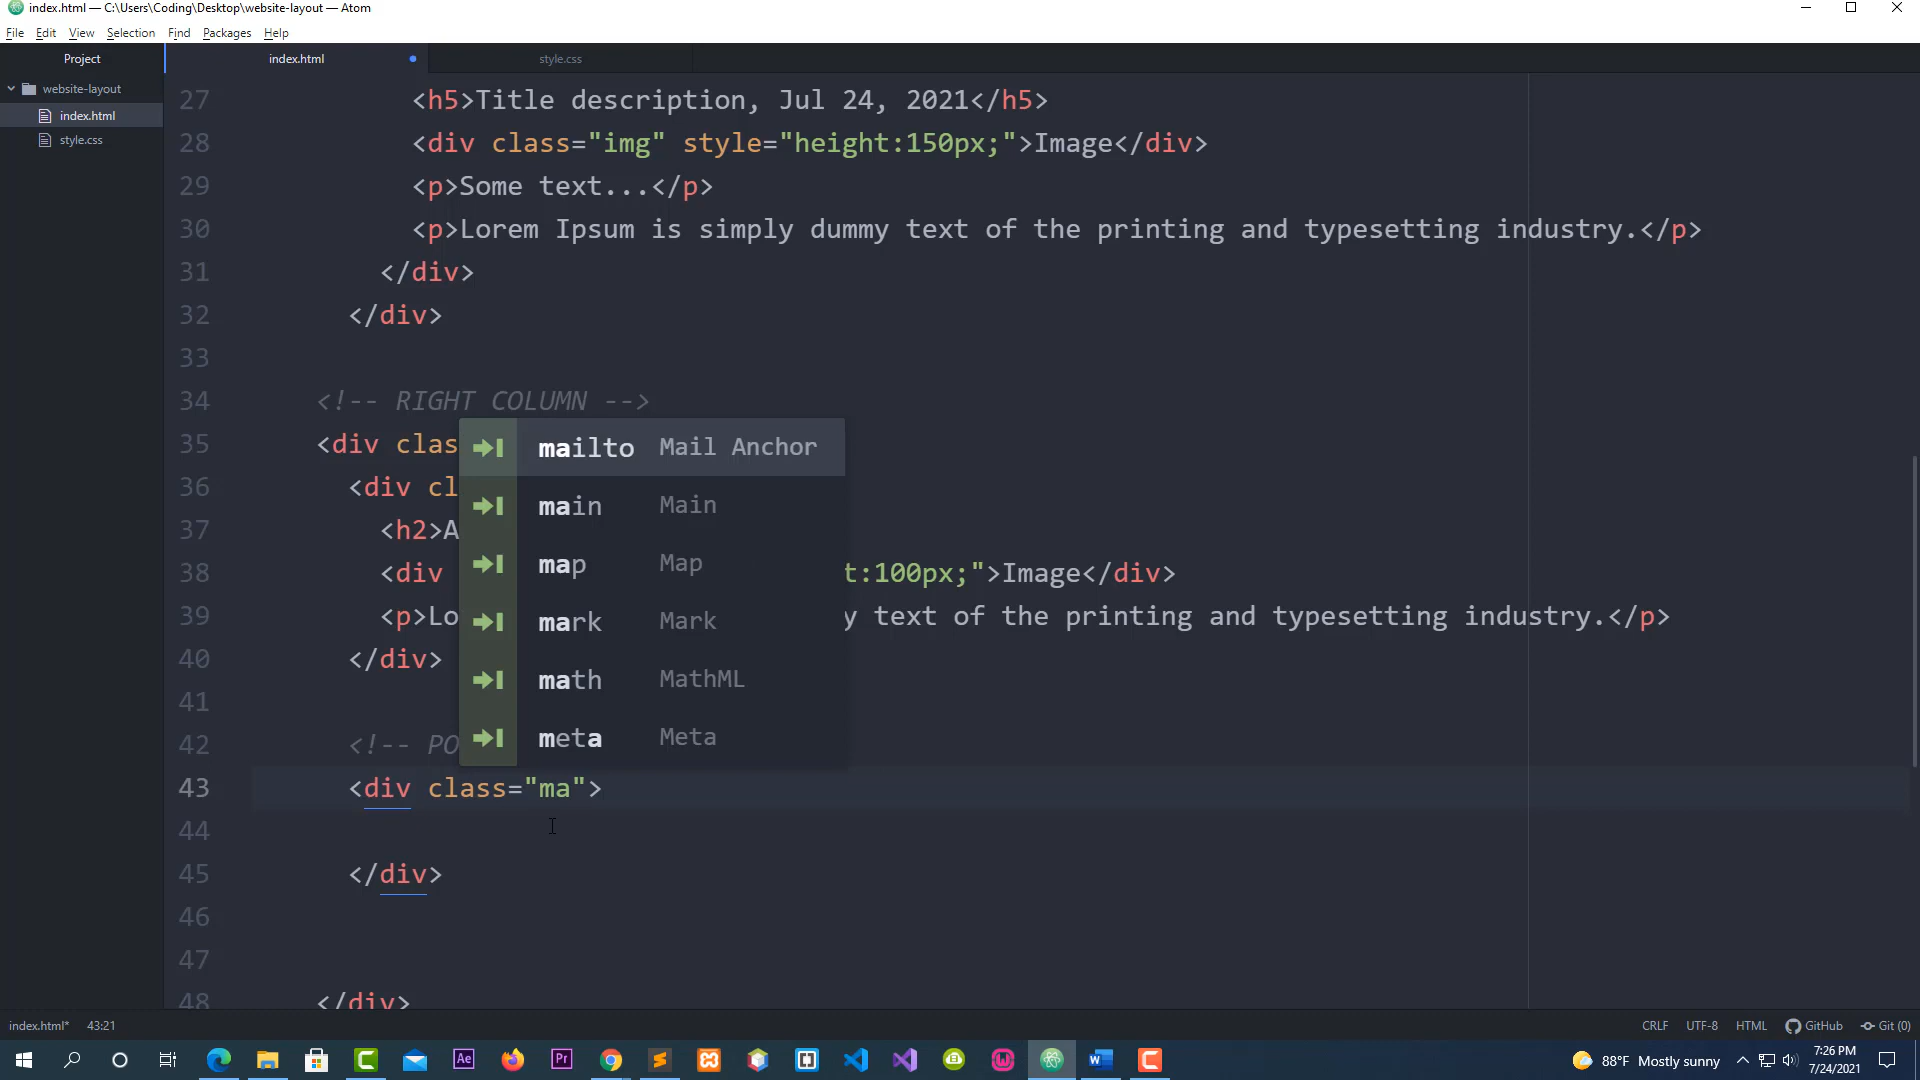 index.html — C:\Users\Coding\Desktop\website-layout — Atom
File Edit View Selection Find Packages Help
Project
index.html
style.css
website-layout
index.html
style.css
27 <h5>Title description, Jul 24, 2021</h5>
28 <div class="img" style="height:150px;">Image</div>
29 <p>Some text...</p>
30 <p>Lorem Ipsum is simply dummy text of the printing and typesetting industry.</p>
31 </div>
32 </div>
33
34 <!-- RIGHT COLUMN -->
35 <div clas
36 <div cl
37 <h2>A
38 <div t:100px;">Image</div>
39 <p>Lo y text of the printing and typesetting industry.</p>
40 </div>
41
42 <!-- PO
43 <div class="ma">
44
45 </div>
46
47
48 </div>
mailto Mail Anchor
main Main
map Map
mark Mark
math MathML
meta Meta
index.html* 43:21
CRLF UTF-8 HTML GitHub Git (0)
Ae
Pr
88°F Mostly sunny
7:26 PM
7/24/2021